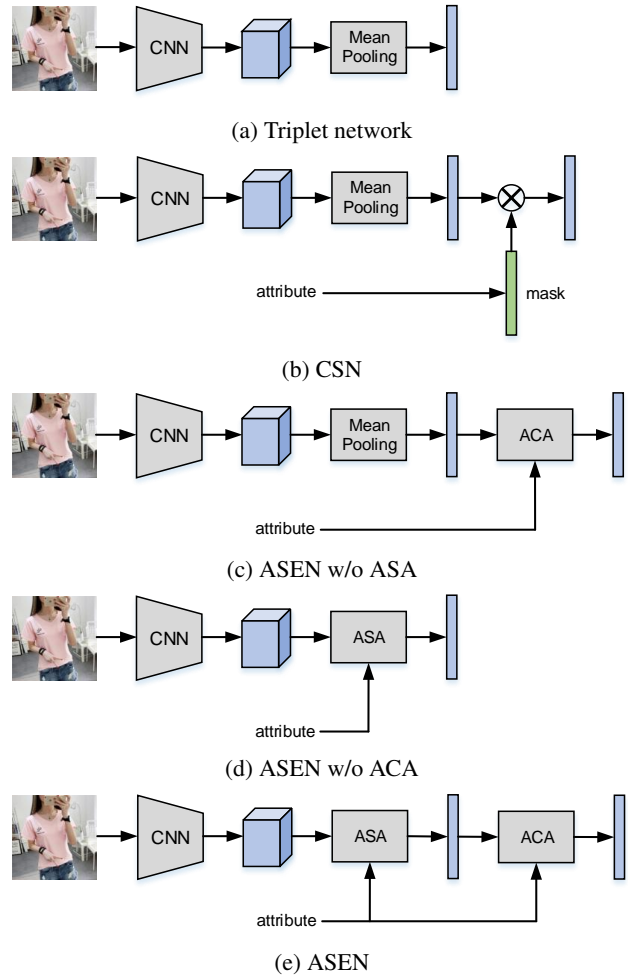 CNN
Mean
Pooling
(a) Triplet network
CNN
Mean
Pooling
attribute
mask
(b) CSN
CNN
Mean
Pooling
ACA
attribute
(c) ASEN w/o ASA
CNN
ASA
attribute
(d) ASEN w/o ACA
CNN
ASA
ACA
attribute
(e) ASEN